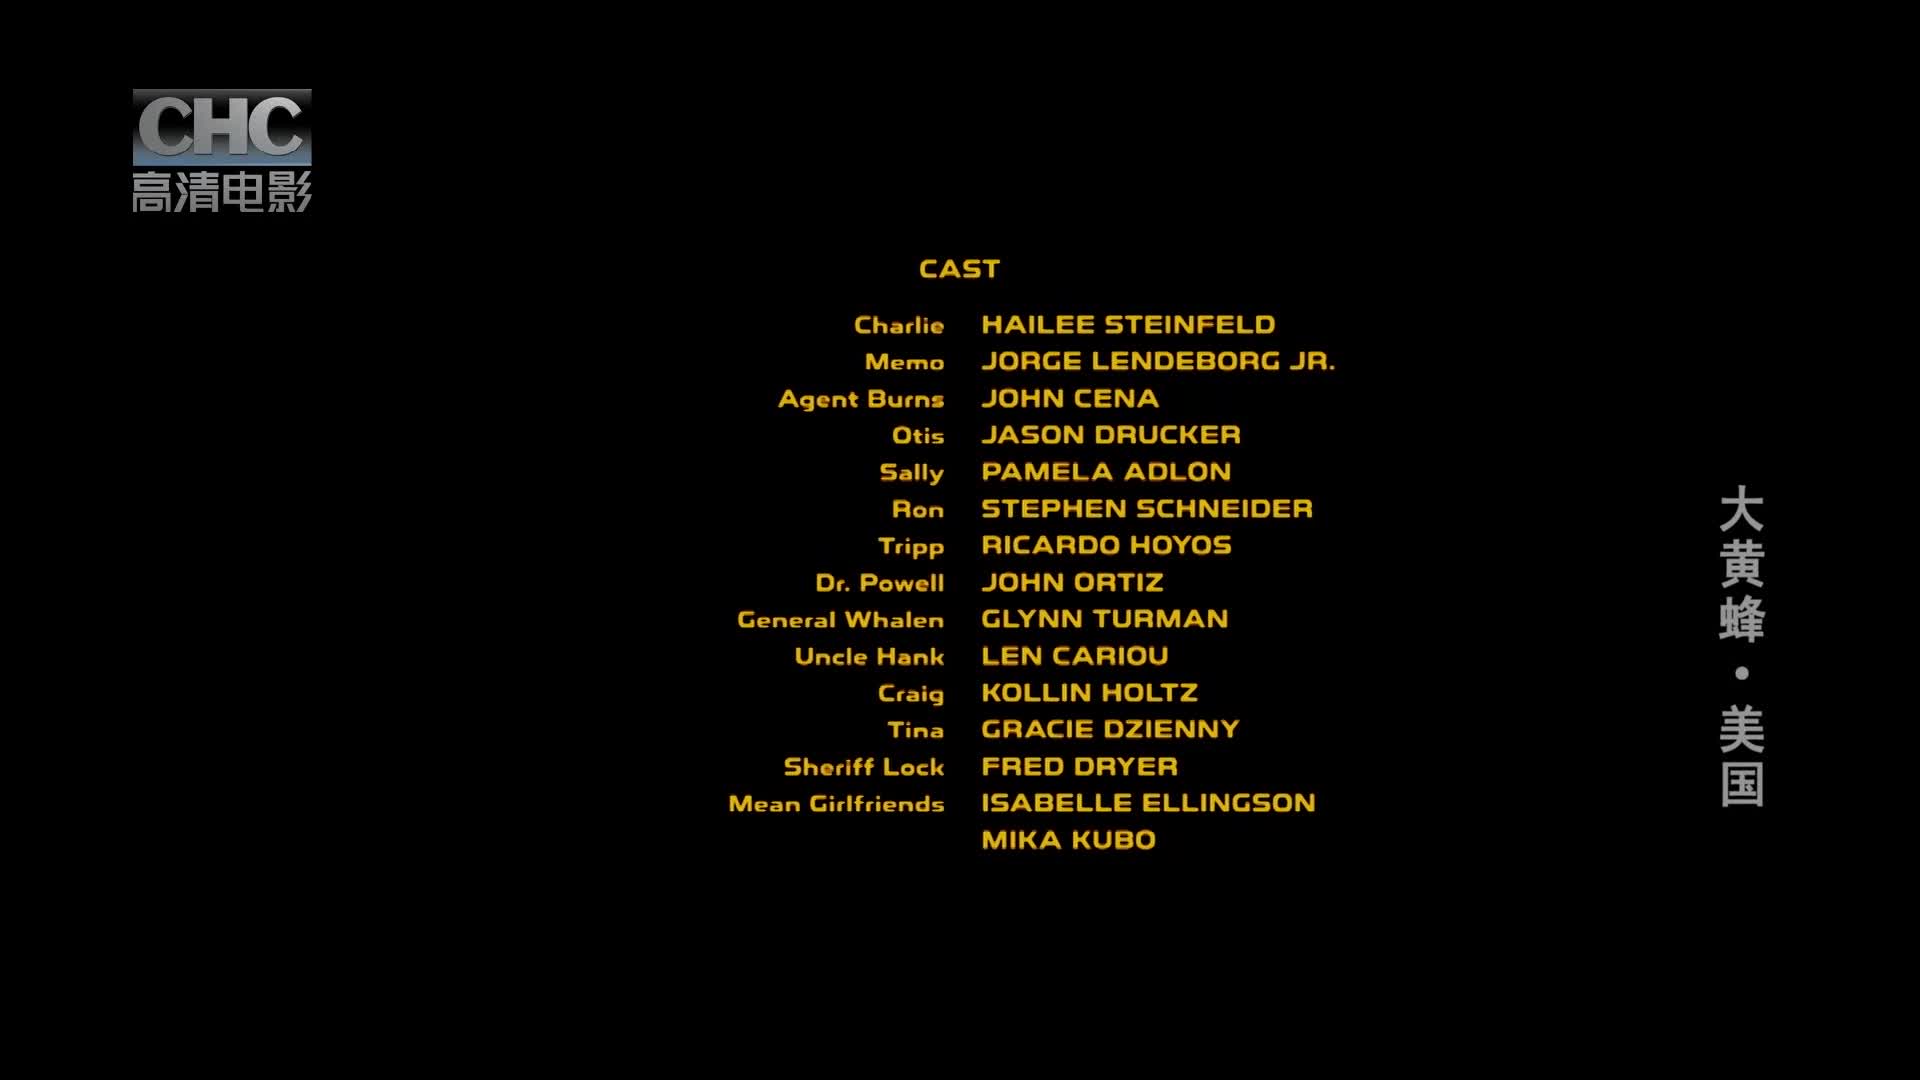 CHC
高清电影
CAST
Charlie HAILEE STEINFELD
Memo JORGE LENDEBORG JR.
Agent Burns JOHN CENA
Otis JASON DRUCKER
Sally PAMELA ADLON
Ron STEPHEN SCHNEIDER
Tripp RICARDO HOYOS
Dr. Powell JOHN ORTIZ
General Whalen GLYNN TURMAN
Uncle Hank LEN CARIOU
Craig KOLLIN HOLTZ
Tina GRACIE DZIENNY
Sheriff Lock FRED DRYER
Mean Girlfriends ISABELLE ELLINGSON
MIKA KUBO
大黄蜂·美国